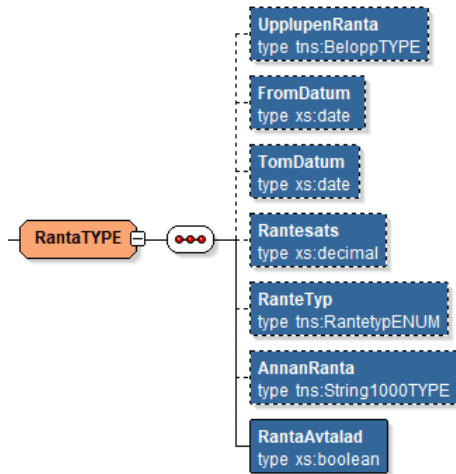 UpplupenRanta
type tns:BeloppTYPE
FromDatum
type xs:date
TomDatum
type xs:date
RantaTYPE
Rantesats
type xs:decimal
RanteTyp
type tns:RantetypENUM
AnnanRanta
type tns:String1000TYPE
RantaAvtalad
type xs:boolean